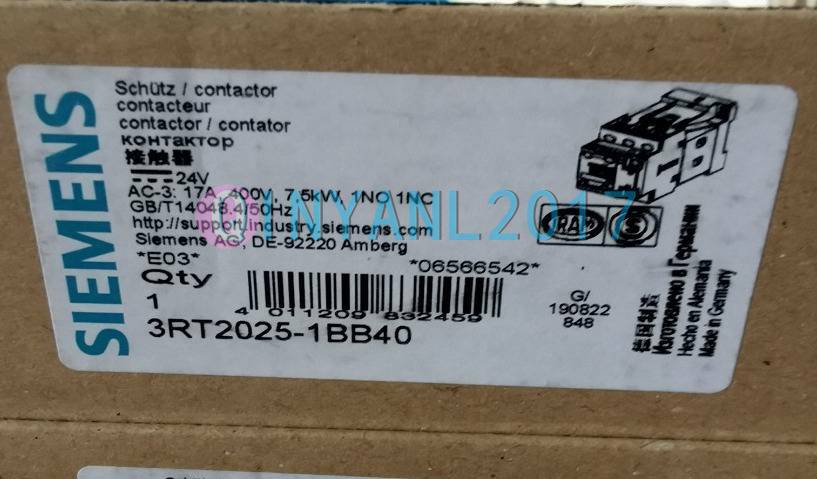 SIEMENS
Schütz / contactor
contacteur
contactor / contator
контактор
接触器
24V
AC-3: 17A, 400V, 7,5kW, 1NO 1NC
GB/T14048.4/50Hz
http://support.industry.siemens.com
Siemens AG, DE-92220 Amberg
*E03*
*06566542*
Qty
1
4 011209 832459
3RT2025-1BB40
G/
190822
848
德国制造
Изготовлено в Германии
Hecho en Alemania
Made in Germany
NYANL2017